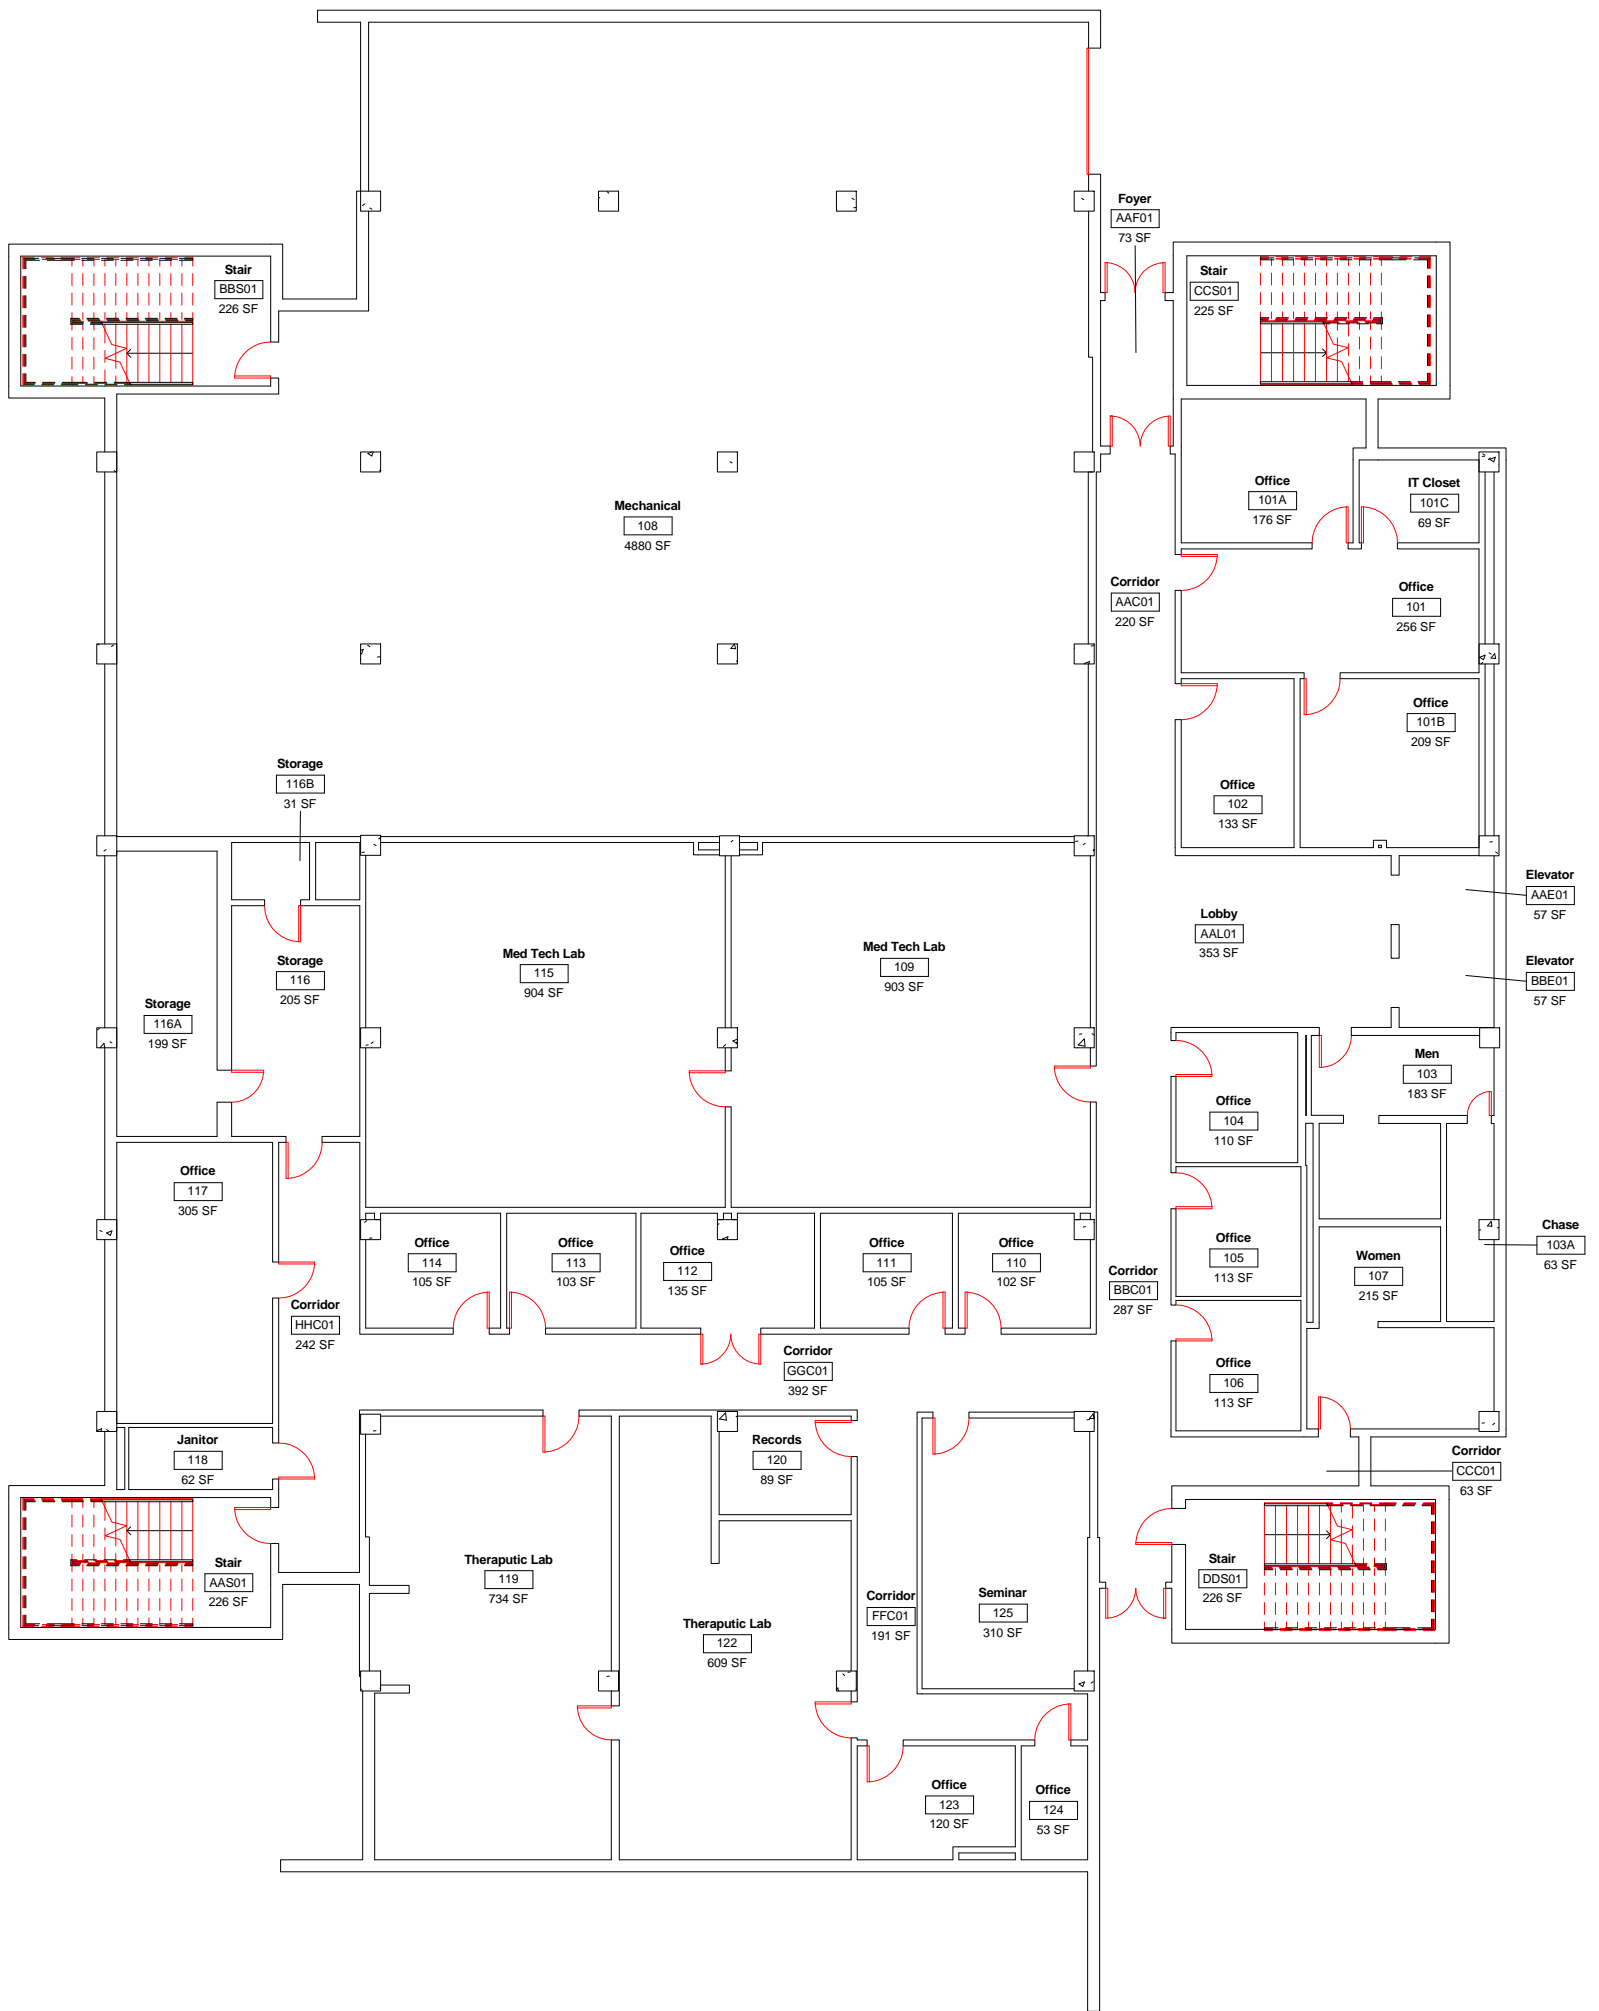 Foyer
AAF01
73 SF
Stair
BBS01
226 SF
Stair
CCS01
225 SF
Mechanical
108
4880 SF
Office
101A
176 SF
IT Closet
101C
69 SF
Corridor
AAC01
220 SF
Office
101
256 SF
Office
101B
209 SF
Storage
116B
31 SF
Office
102
133 SF
Elevator
AAE01
57 SF
Lobby
AAL01
353 SF
Elevator
BBE01
57 SF
Med Tech Lab
115
904 SF
Med Tech Lab
109
903 SF
Storage
116
205 SF
Storage
116A
199 SF
Men
103
183 SF
Office
104
110 SF
Office
117
305 SF
Office
114
105 SF
Office
113
103 SF
Office
112
135 SF
Office
111
105 SF
Office
110
102 SF
Office
105
113 SF
Women
107
215 SF
Chase
103A
63 SF
Corridor
BBC01
287 SF
Corridor
HHC01
242 SF
Corridor
GGC01
392 SF
Office
106
113 SF
Janitor
118
62 SF
Records
120
89 SF
Corridor
CCC01
63 SF
Stair
AAS01
226 SF
Theraputic Lab
119
734 SF
Theraputic Lab
122
609 SF
Corridor
FFC01
191 SF
Seminar
125
310 SF
Stair
DDS01
226 SF
Office
123
120 SF
Office
124
53 SF